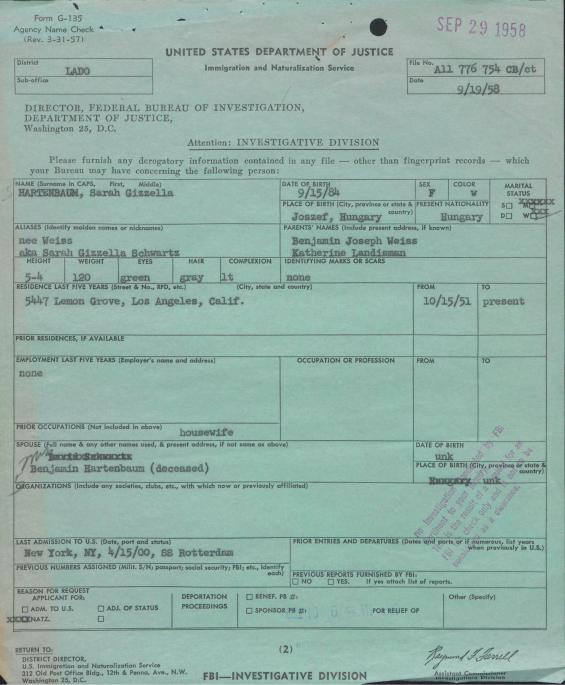 Form G-135
Agency Name Check
(Rev. 3-31-57)
SEP 29 1958
UNITED STATES DEPARTMENT OF JUSTICE
Immigration and Naturalization Service
District
LADO
Sub-office
File No.
A11 776 754 CB/ct
Date
9/19/58
DIRECTOR, FEDERAL BUREAU OF INVESTIGATION,
DEPARTMENT OF JUSTICE,
Washington 25, D.C.
Attention: INVESTIGATIVE DIVISION
Please furnish any derogatory information contained in any file — other than fingerprint records — which
your Bureau may have concerning the following person:
NAME (Surname in CAPS, First, Middle)
HARTENBAUM, Sarah Gizzella
DATE OF BIRTH
9/15/84
SEX
F
COLOR
W
MARITAL
STATUS
S☐ M☐
D☐ W
PLACE OF BIRTH (City, province or state & country)
Joszef, Hungary
PRESENT NATIONALITY
Hungary
ALIASES (Identify maiden names or nicknames)
nee Weiss
aka Sarah Gizzella Schwartz
PARENTS' NAMES (Include present address, if known)
Benjamin Joseph Weiss
Katherine Landisman
HEIGHT WEIGHT EYES HAIR COMPLEXION
5-4 120 green gray lt
IDENTIFYING MARKS OR SCARS
none
RESIDENCE LAST FIVE YEARS (Street & No., RFD, etc.) (City, state and country)
FROM TO
5447 Lemon Grove, Los Angeles, Calif. 10/15/51 present
PRIOR RESIDENCES, IF AVAILABLE
EMPLOYMENT LAST FIVE YEARS (Employer's name and address)
none
OCCUPATION OR PROFESSION
FROM TO
PRIOR OCCUPATIONS (Not included in above)
housewife
SPOUSE (Full name & any other names used, & present address, if not same as above)
Benjamin Hartenbaum (deceased)
DATE OF BIRTH
unk
PLACE OF BIRTH (City, province or state & country)
unk
ORGANIZATIONS (Include any societies, clubs, etc., with which now or previously affiliated)
LAST ADMISSION TO U.S. (Date, port and status)
New York, NY, 4/15/00, SS Rotterdam
PRIOR ENTRIES AND DEPARTURES (Dates and ports or if numerous, list years
when previously in U.S.)
PREVIOUS NUMBERS ASSIGNED (Milit. S/N; passport; social security; FBI; etc., Identify
each)
PREVIOUS REPORTS FURNISHED BY FBI:
☐ NO ☐ YES. If yes attach list of reports.
REASON FOR REQUEST
APPLICANT FOR:
☐ ADM. TO U.S. ☐ ADJ. OF STATUS
XXXX NATZ. ☐
DEPORTATION
PROCEEDINGS
☐ BENEF. PB #:
☐ SPONSOR PB #: FOR RELIEF OF
Other (Specify)
RETURN TO:
DISTRICT DIRECTOR,
U.S. Immigration and Naturalization Service
312 Old Post Office Bldg., 12th & Penna. Ave., N.W.
Washington 25, D.C.
(2)
FBI—INVESTIGATIVE DIVISION
Raymond F. Farrell
Assistant Commissioner
Investigations Division